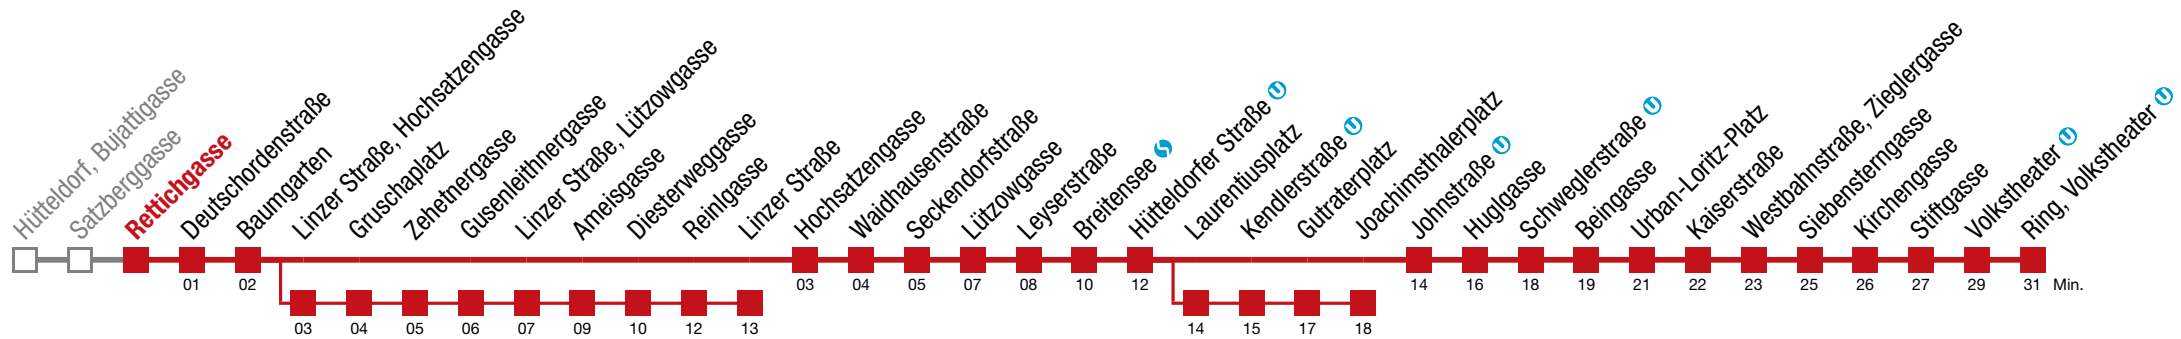 Hütteldorf, Bujattigasse
Satzberggasse
Rettichgasse
Deutschordenstraße
Baumgarten
Linzer Straße, Hochsatzengasse
Gruschaplatz
Zehetnergasse
Gusenleithnergasse
Linzer Straße, Lützowgasse
Ameisgasse
Diesterweggasse
Reinlgasse
Linzer Straße
Hochsatzengasse
Waidhausenstraße
Seckendorfstraße
Lützowgasse
Leyserstraße
Breitensee
Hütteldorfer Straße U
Laurentiusplatz
Kendlerstraße U
Gutraterplatz
Joachimsthalerplatz
Johnstraße U
Huglgasse
Schweglerstraße U
Beingasse
Urban-Loritz-Platz
Kaiserstraße
Westbahnstraße, Zieglergasse
Siebensterngasse
Kirchengasse
Stiftgasse
Volkstheater U
Ring, Volkstheater U
01 02 03 04 05 07 08 10 12 14 16 18 19 21 22 23 25 26 27 29 31 Min.
03 04 05 06 07 09 10 12 13 14 15 17 18